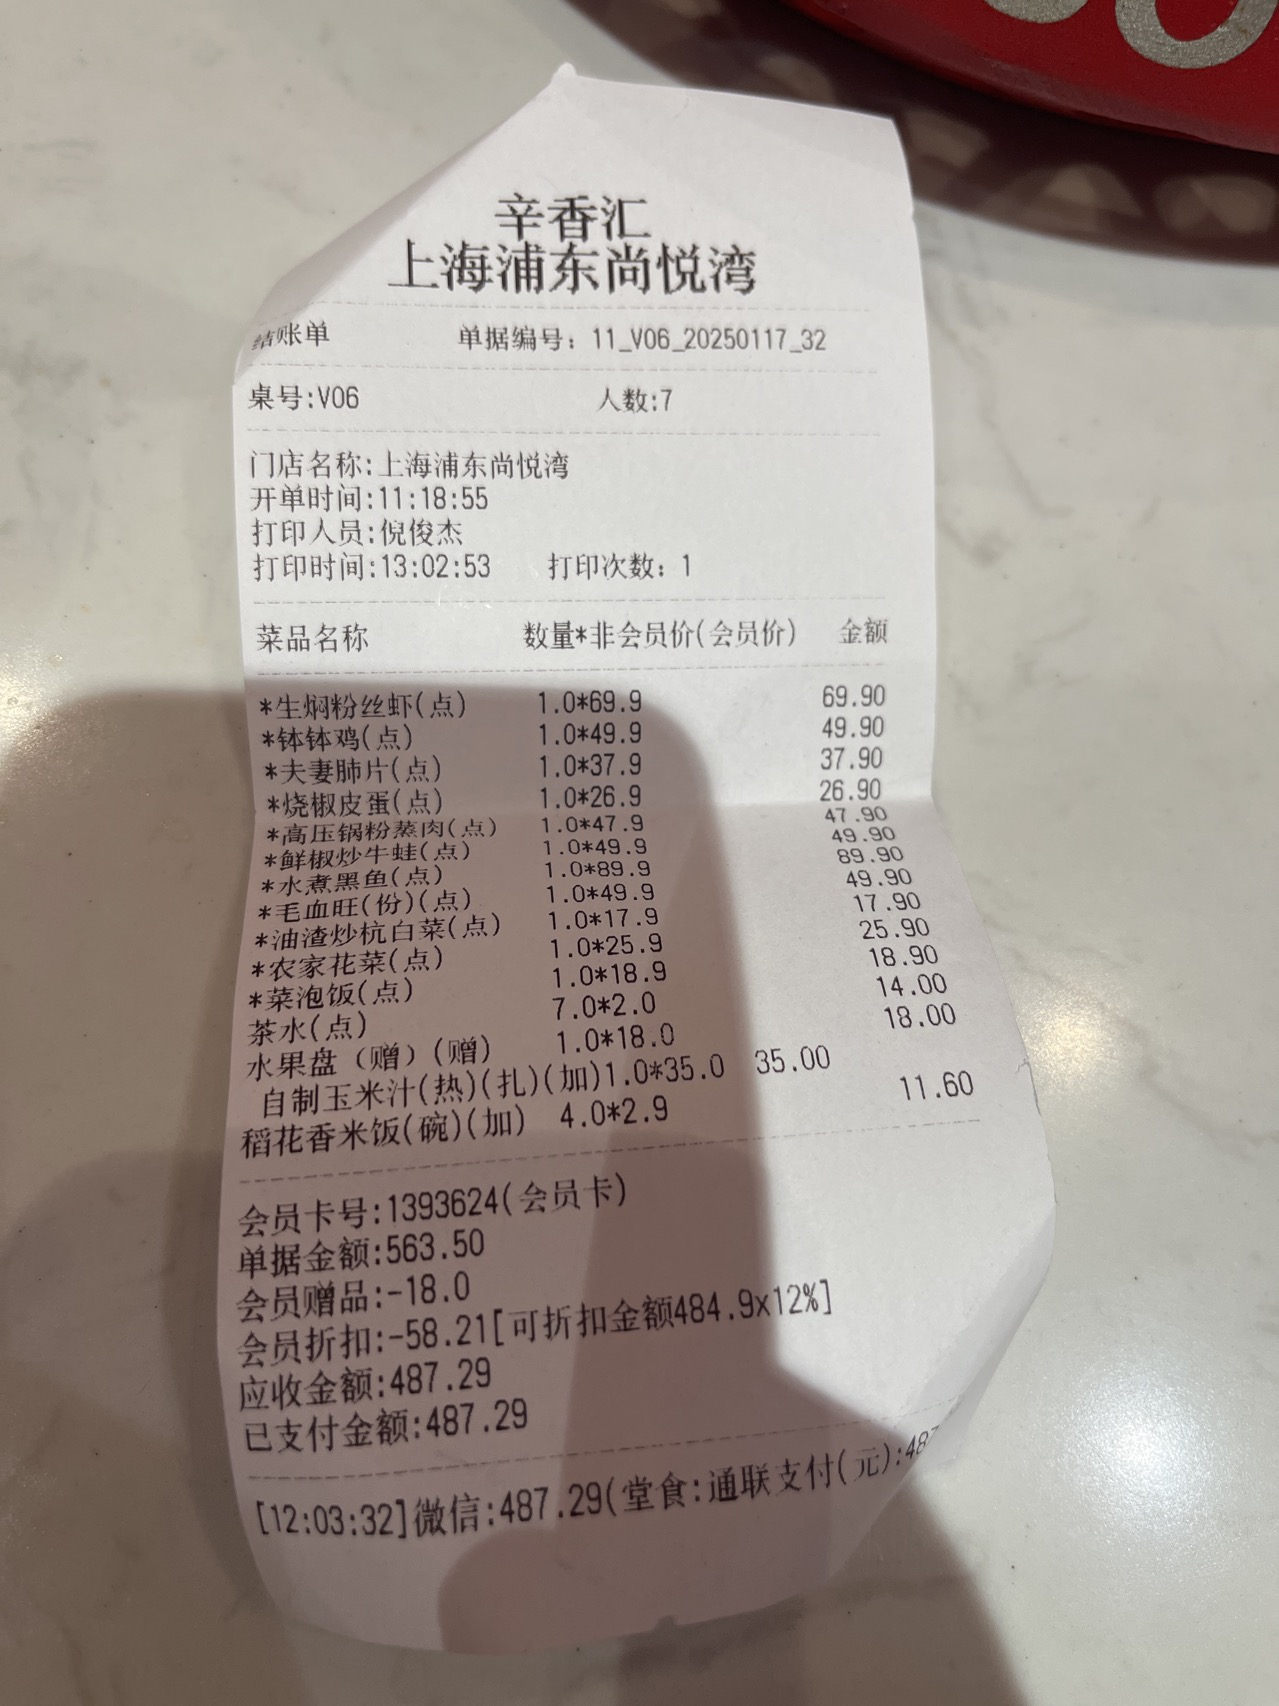 辛香汇
上海浦东尚悦湾
结账单 单据编号：11_V06_20250117_32
桌号:V06 人数:7
门店名称:上海浦东尚悦湾
开单时间:11:18:55
打印人员:倪俊杰
打印时间:13:02:53 打印次数：1
菜品名称 数量*非会员价(会员价) 金额
*生焖粉丝虾(点) 1.0*69.9 69.90
*钵钵鸡(点) 1.0*49.9 49.90
*夫妻肺片(点) 1.0*37.9 37.90
*烧椒皮蛋(点) 1.0*26.9 26.90
*高压锅粉蒸肉(点) 1.0*47.9 47.90
*鲜椒炒牛蛙(点) 1.0*49.9 49.90
*水煮黑鱼(点) 1.0*89.9 89.90
*毛血旺(份)(点) 1.0*49.9 49.90
*油渣炒杭白菜(点) 1.0*17.9 17.90
*农家花菜(点) 1.0*25.9 25.90
*菜泡饭(点) 1.0*18.9 18.90
茶水(点) 7.0*2.0 14.00
水果盘（赠）(赠) 1.0*18.0 18.00
自制玉米汁(热)(扎)(加)1.0*35.0 35.00
稻花香米饭(碗)(加) 4.0*2.9 11.60
会员卡号:1393624(会员卡)
单据金额:563.50
会员赠品:-18.0
会员折扣:-58.21[可折扣金额484.9x12%]
应收金额:487.29
已支付金额:487.29
[12:03:32]微信:487.29(堂食:通联支付(元):487